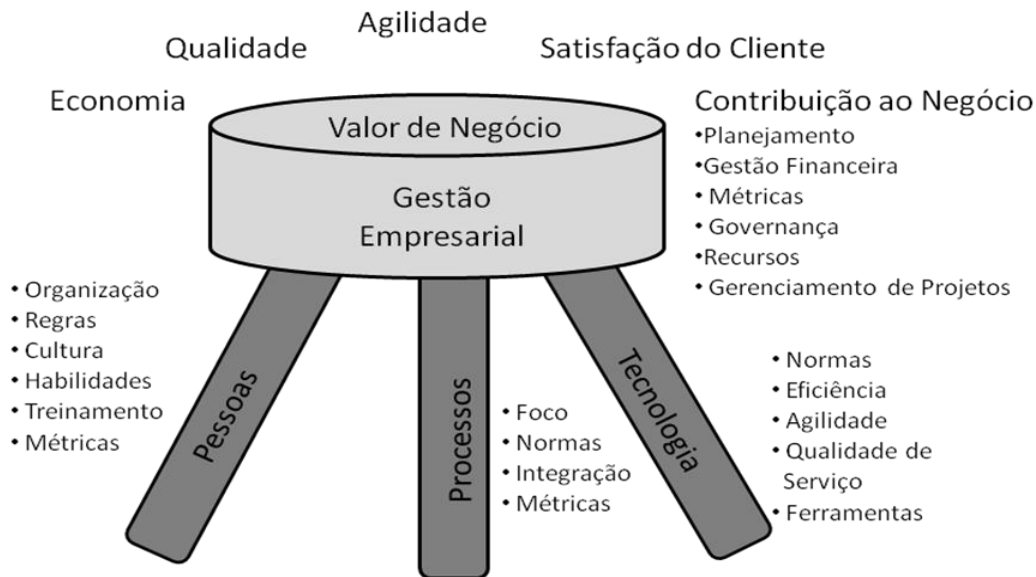 Agilidade
Qualidade
Satisfação do Cliente
Economia
Contribuição ao Negócio
Valor de Negócio
•Planejamento
•Gestão Financeira
• Métricas
• Governança
•Recursos
• Gerenciamento de Projetos
Gestão
Empresarial
• Organização
• Regras
• Cultura
• Habilidades
• Treinamento
• Métricas
Pessoas
Processos
• Foco
• Normas
• Integração
• Métricas
Tecnologia
• Normas
• Eficiência
• Agilidade
• Qualidade de
Serviço
• Ferramentas